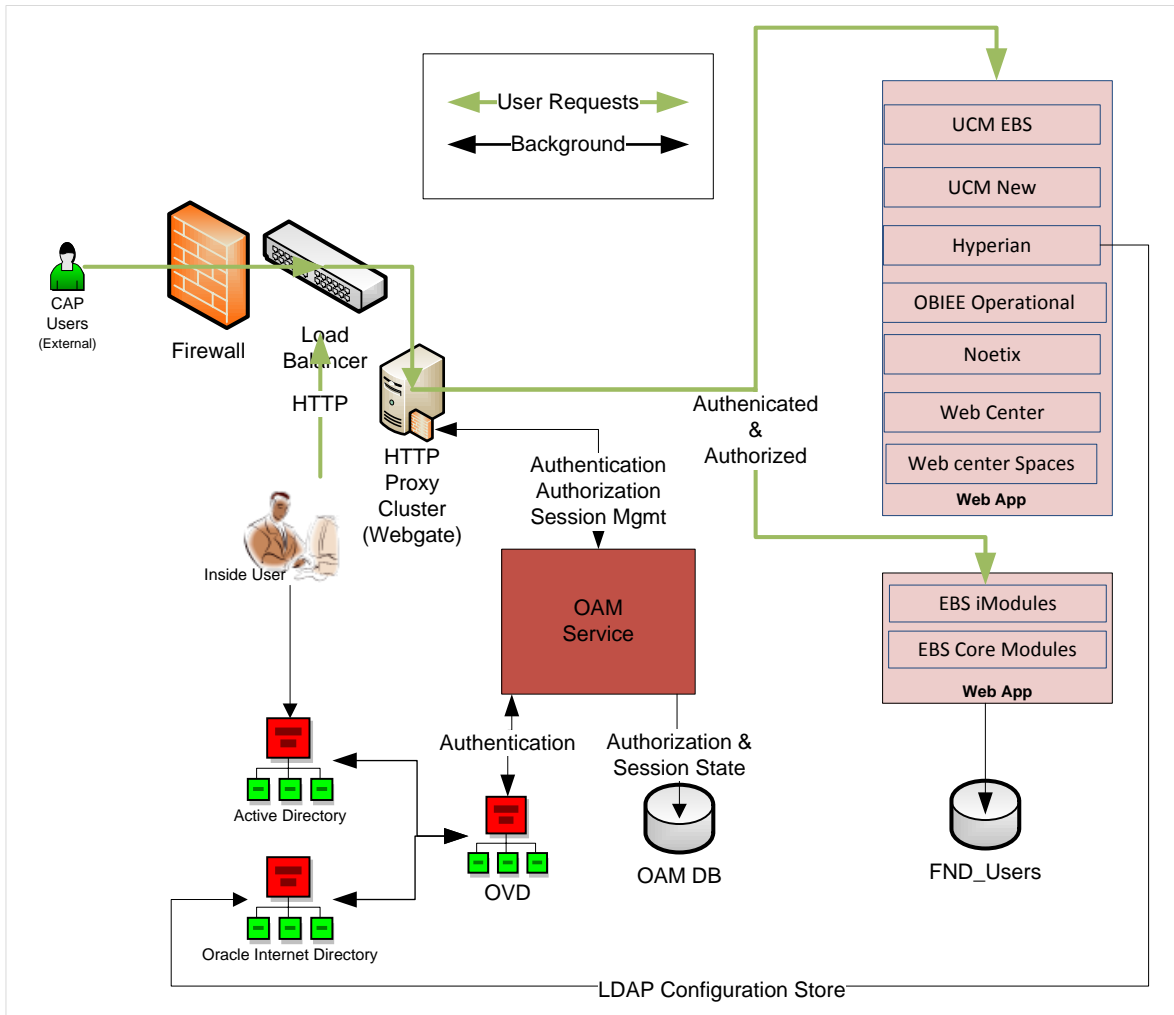 User Requests
Background
UCM EBS
UCM New
Hyperian
OBIEE Operational
Noetix
Web Center
Web center Spaces
Web App
CAP
Users
(External)
Firewall
Load
Balancer
HTTP
HTTP
Proxy
Cluster
(Webgate)
Authenicated
&
Authorized
Authentication
Authorization
Session Mgmt
Inside User
OAM
Service
EBS iModules
EBS Core Modules
Web App
Authentication
Authorization &
Session State
Active Directory
OVD
OAM DB
FND_Users
Oracle Internet Directory
LDAP Configuration Store